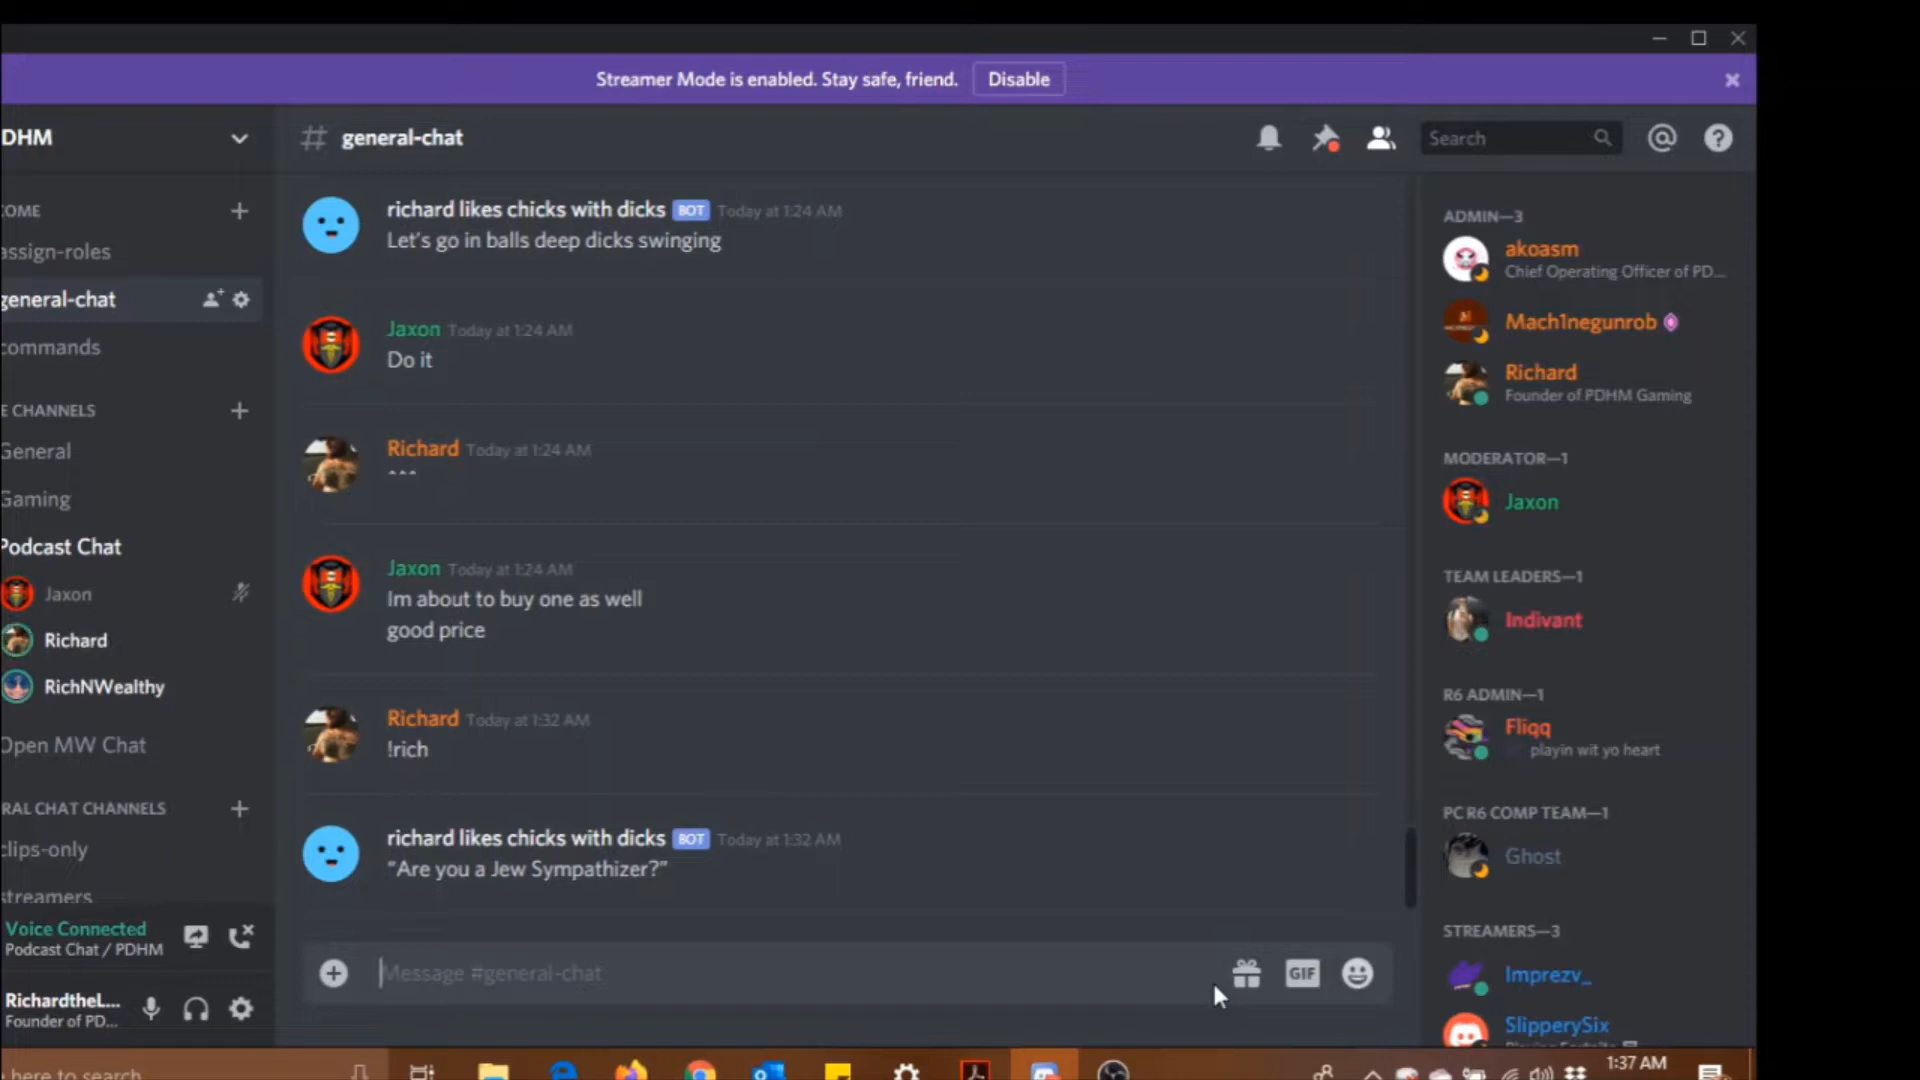 Streamer Mode is enabled. Stay safe, friend. Disable
DHM
# general-chat
Search
OME
assign-roles
general-chat
commands
E CHANNELS
General
Gaming
Podcast Chat
Jaxon
Richard
RichNWealthy
Open MW Chat
RAL CHAT CHANNELS
clips-only
streamers
Voice Connected
Podcast Chat / PDHM
RichardtheL...
Founder of PD...
richard likes chicks with dicks BOT Today at 1:24 AM
Let's go in balls deep dicks swinging
Jaxon Today at 1:24 AM
Do it
Richard Today at 1:24 AM
^^^
Jaxon Today at 1:24 AM
Im about to buy one as well
good price
Richard Today at 1:32 AM
!rich
richard likes chicks with dicks BOT Today at 1:32 AM
"Are you a Jew Sympathizer?"
Message #general-chat
GIF
ADMIN—3
akoasm
Chief Operating Officer of PD...
Mach1negunrob
Richard
Founder of PDHM Gaming
MODERATOR—1
Jaxon
TEAM LEADERS—1
Indivant
R6 ADMIN—1
Fliqq
playin wit yo heart
PC R6 COMP TEAM—1
Ghost
STREAMERS—3
Imprezv_
SlipperySix
Playing Fortnite
here to search
1:37 AM